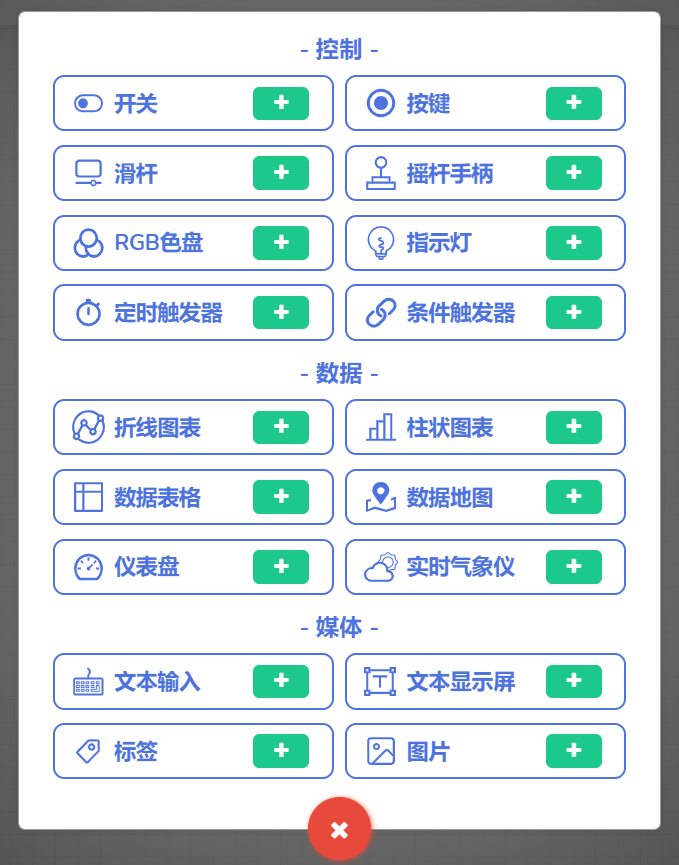 - 控制 -
开关
按键
滑杆
摇杆手柄
RGB色盘
指示灯
定时触发器
条件触发器
- 数据 -
折线图表
柱状图表
数据表格
数据地图
仪表盘
实时气象仪
- 媒体 -
文本输入
文本显示屏
标签
图片